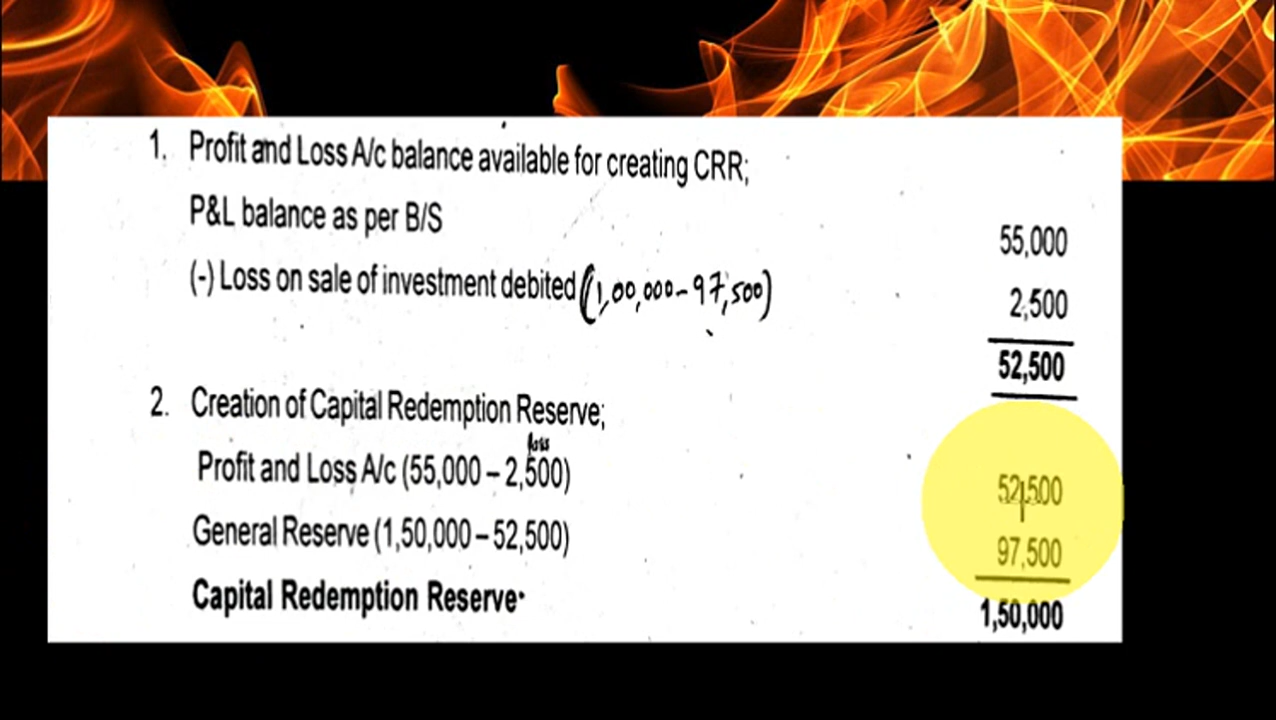 1. Profit and Loss A/c balance available for creating CRR;
P&L balance as per B/S 55,000
(-) Loss on sale of investment debited (1,00,000-97,500) 2,500
52,500
2. Creation of Capital Redemption Reserve;
loss
Profit and Loss A/c (55,000 – 2,500) 52,500
General Reserve (1,50,000 – 52,500) 97,500
Capital Redemption Reserve 1,50,000